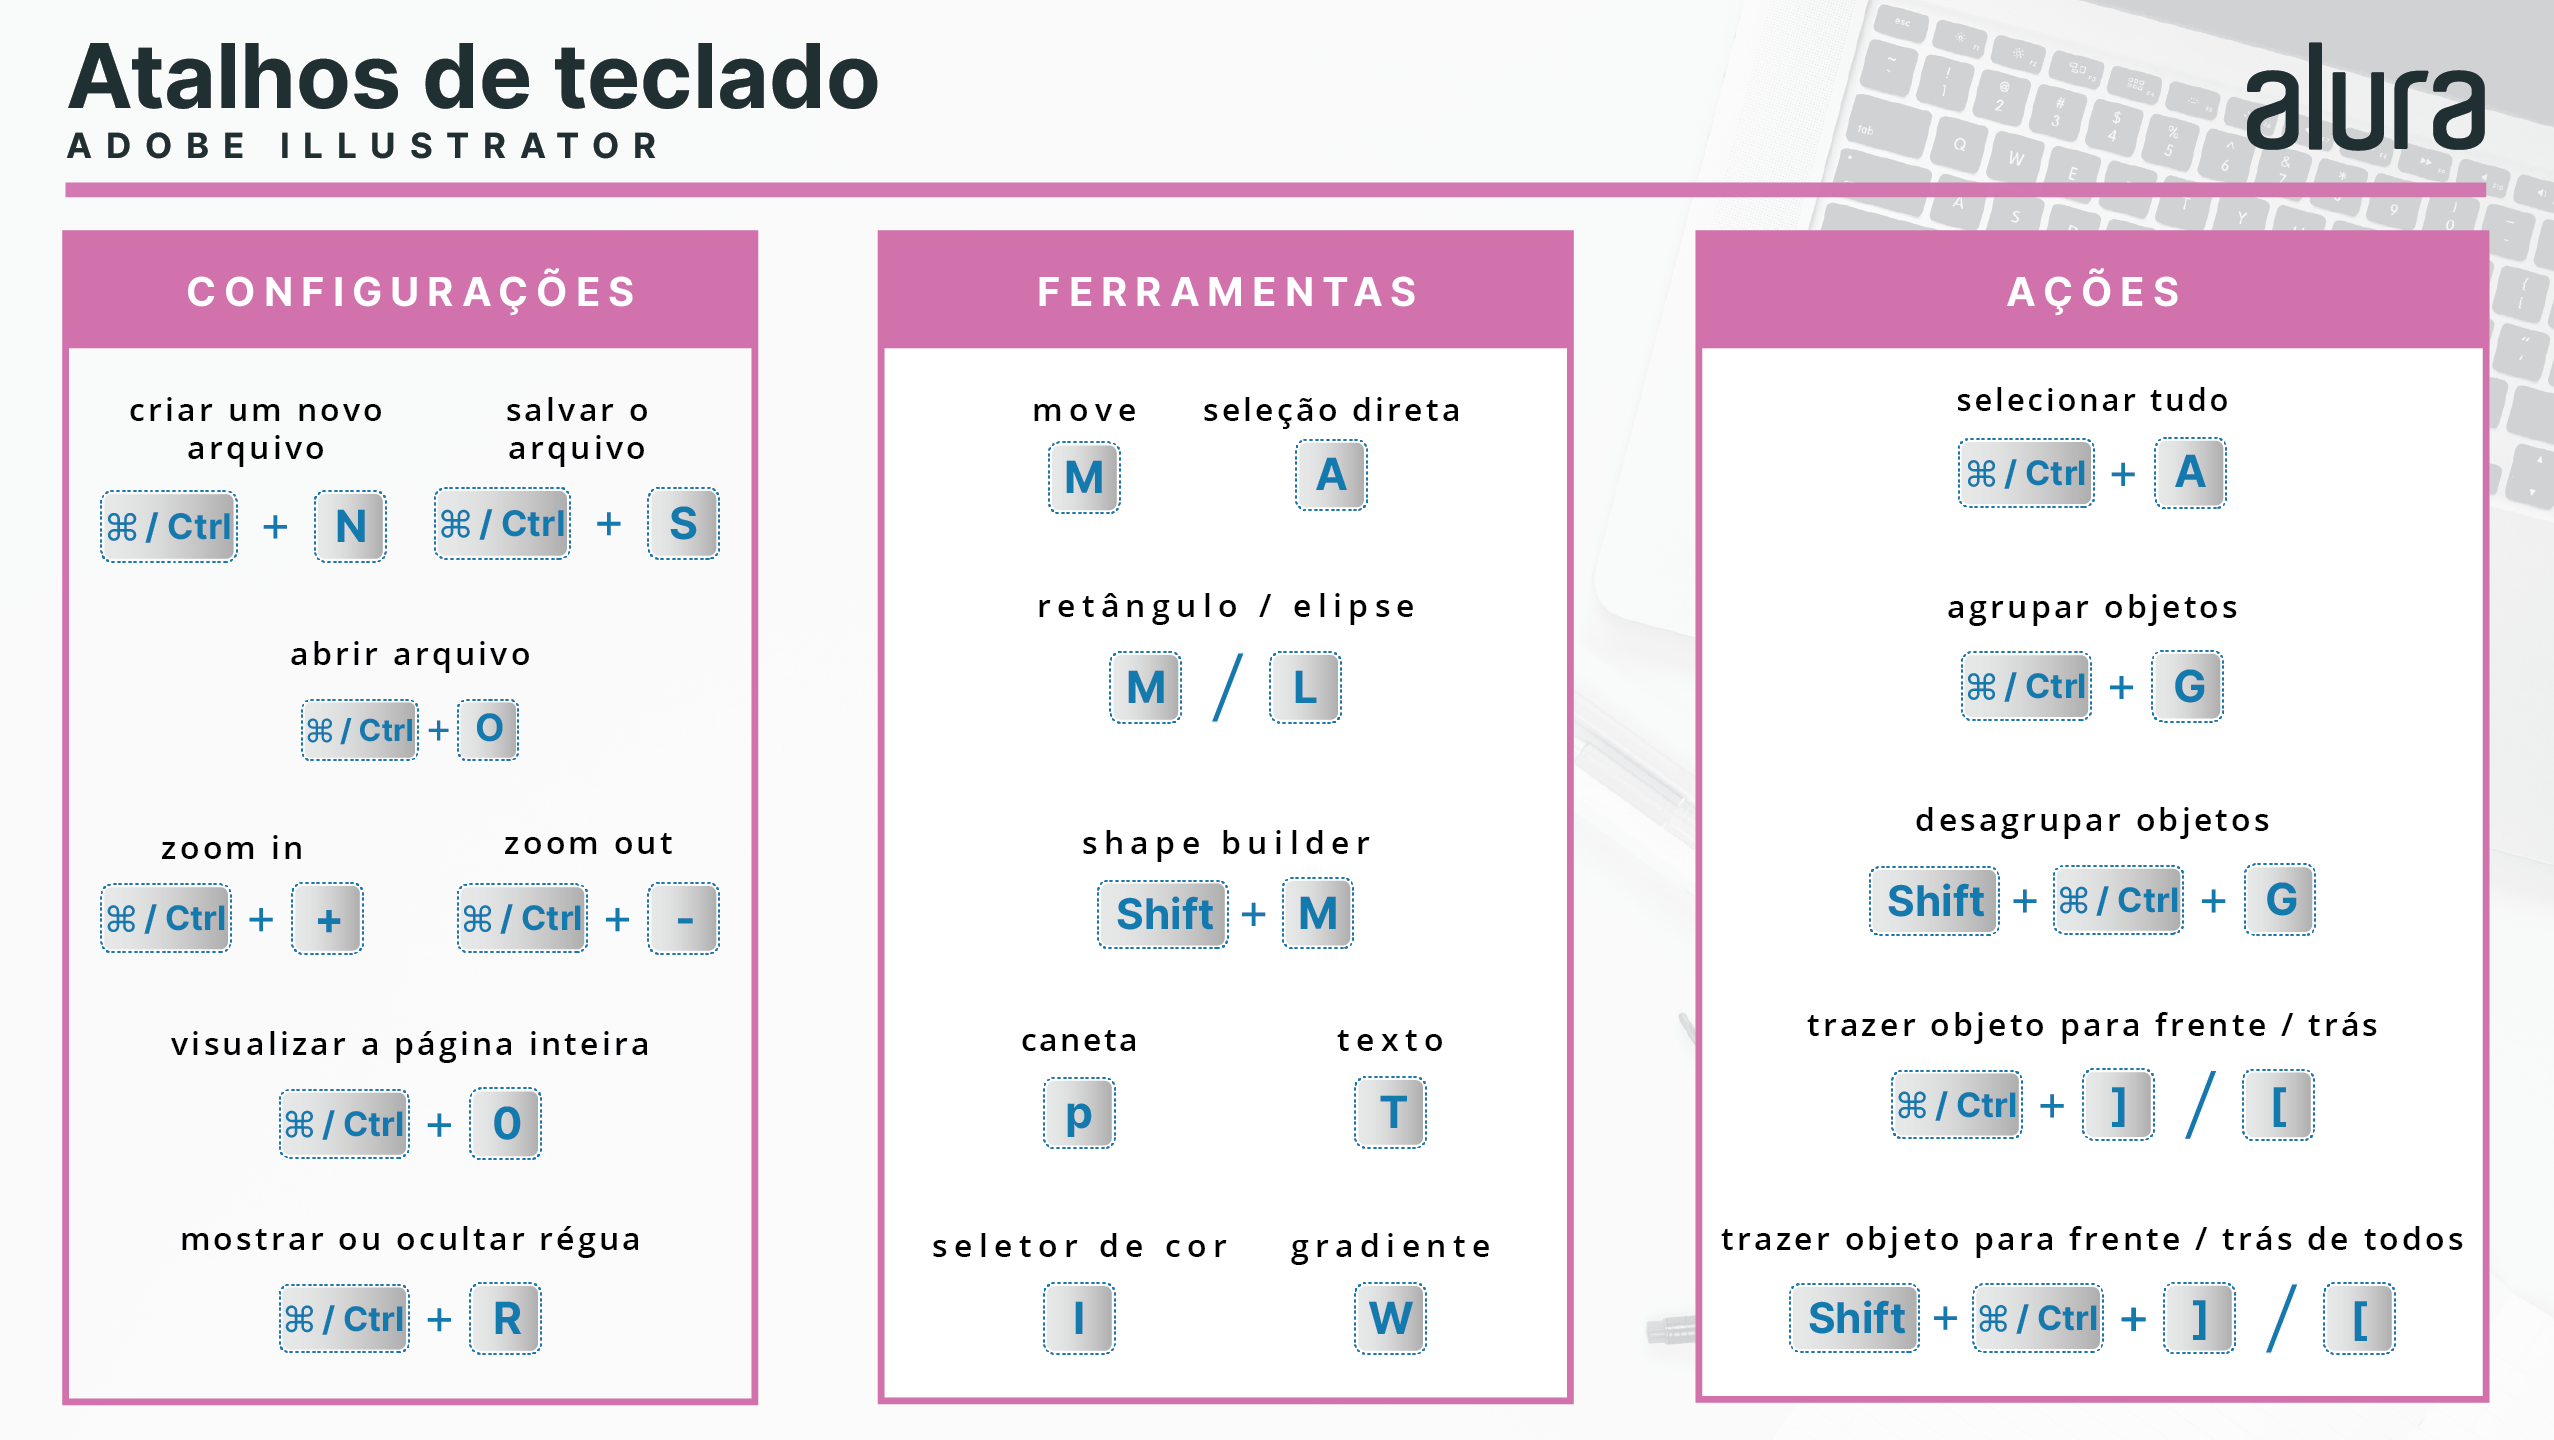 Atalhos de teclado
ADOBE ILLUSTRATOR
alura
CONFIGURAÇÕES
criar um novo
arquivo
⌘ / Ctrl + N
salvar o
arquivo
⌘ / Ctrl + S
abrir arquivo
⌘ / Ctrl + O
zoom in
⌘ / Ctrl + +
zoom out
⌘ / Ctrl + -
visualizar a página inteira
⌘ / Ctrl + 0
mostrar ou ocultar régua
⌘ / Ctrl + R
FERRAMENTAS
move
M
seleção direta
A
retângulo / elipse
M / L
shape builder
Shift + M
caneta
p
texto
T
seletor de cor
I
gradiente
W
AÇÕES
selecionar tudo
⌘ / Ctrl + A
agrupar objetos
⌘ / Ctrl + G
desagrupar objetos
Shift + ⌘ / Ctrl + G
trazer objeto para frente / trás
⌘ / Ctrl + ] / [
trazer objeto para frente / trás de todos
Shift + ⌘ / Ctrl + ] / [